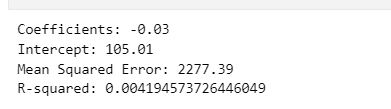 Coefficients: -0.03
Intercept: 105.01
Mean Squared Error: 2277.39
R-squared: 0.004194573726446049